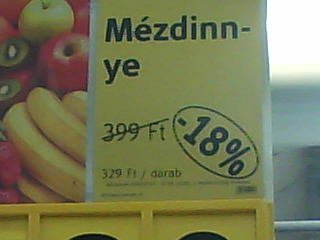 Mézdinn-
ye
399 Ft
-18%
329 Ft / darab